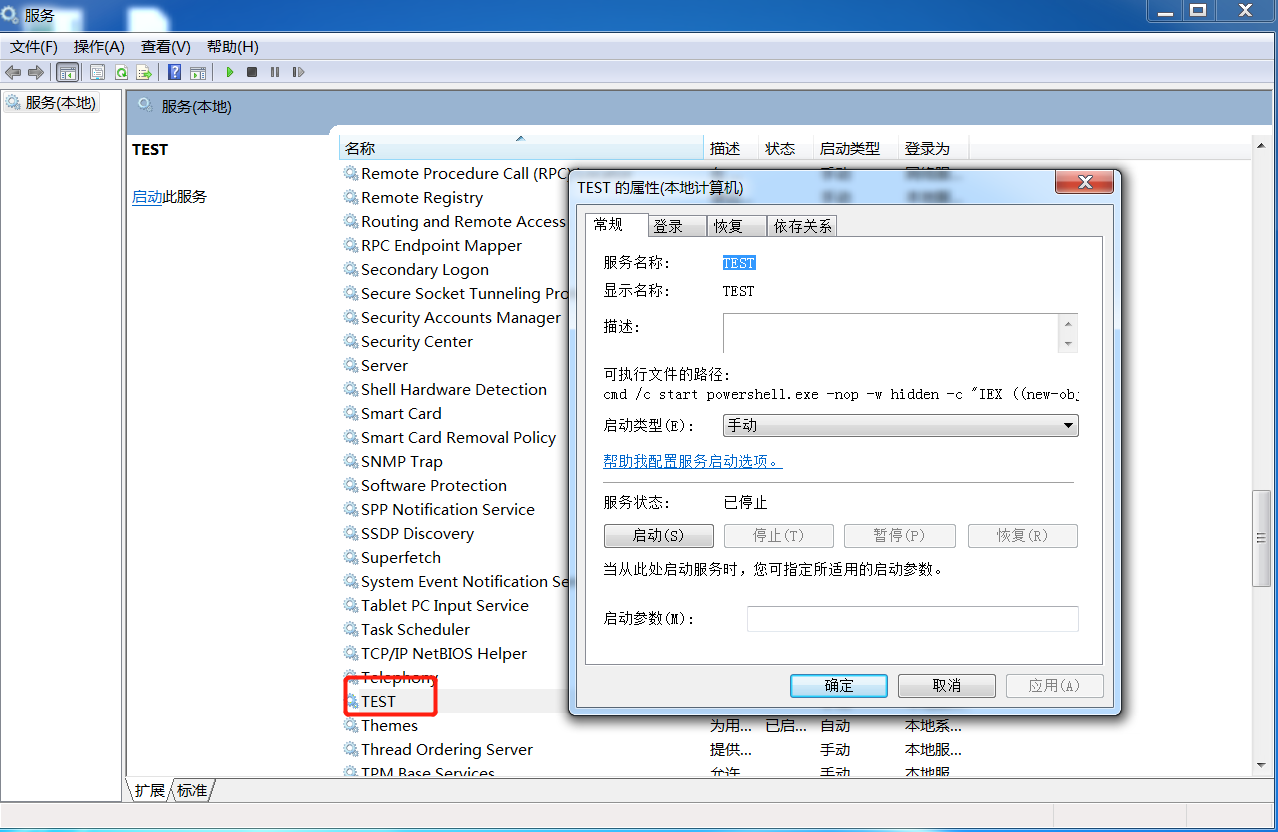 服务
文件(F) 操作(A) 查看(V) 帮助(H)
服务(本地)
服务(本地)
TEST
启动此服务
名称 描述 状态 启动类型 登录为
Remote Procedure Call (RPC)
Remote Registry
Routing and Remote Access
RPC Endpoint Mapper
Secondary Logon
Secure Socket Tunneling Pro
Security Accounts Manager
Security Center
Server
Shell Hardware Detection
Smart Card
Smart Card Removal Policy
SNMP Trap
Software Protection
SPP Notification Service
SSDP Discovery
Superfetch
System Event Notification Se
Tablet PC Input Service
Task Scheduler
TCP/IP NetBIOS Helper
Telephony
TEST
Themes 为用... 已启... 自动 本地系...
Thread Ordering Server 提供... 手动 本地服...
TPM Base Services 允许 手动 本地服
扩展 标准
TEST 的属性(本地计算机)
常规 登录 恢复 依存关系
服务名称: TEST
显示名称: TEST
描述:
可执行文件的路径:
cmd /c start powershell.exe -nop -w hidden -c "IEX ((new-obj
启动类型(E): 手动
帮助我配置服务启动选项。
服务状态: 已停止
启动(S) 停止(T) 暂停(P) 恢复(R)
当从此处启动服务时，您可指定所适用的启动参数。
启动参数(M):
确定 取消 应用(A)